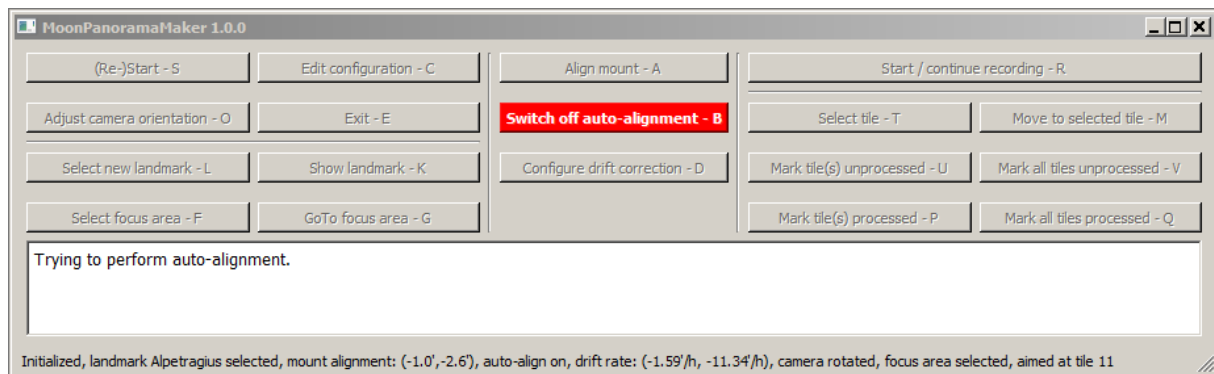 MoonPanoramaMaker 1.0.0
(Re-)Start - S
Edit configuration - C
Align mount - A
Start / continue recording - R
Adjust camera orientation - O
Exit - E
Switch off auto-alignment - B
Select tile - T
Move to selected tile - M
Select new landmark - L
Show landmark - K
Configure drift correction - D
Mark tile(s) unprocessed - U
Mark all tiles unprocessed - V
Select focus area - F
GoTo focus area - G
Mark tile(s) processed - P
Mark all tiles processed - Q
Trying to perform auto-alignment.
Initialized, landmark Alpetragius selected, mount alignment: (-1.0',-2.6'), auto-align on, drift rate: (-1.59'/h, -11.34'/h), camera rotated, focus area selected, aimed at tile 11